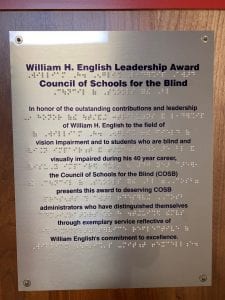 William H. English Leadership Award
Council of Schools for the Blind
In honor of the outstanding contributions and leadership
of William H. English to the field of
vision impairment and to students who are blind and
visually impaired during his 40 year career,
the Council of Schools for the Blind (COSB)
presents this award to deserving COSB
administrators who have distinguished themselves
through exemplary service reflective of
William English's commitment to excellence.